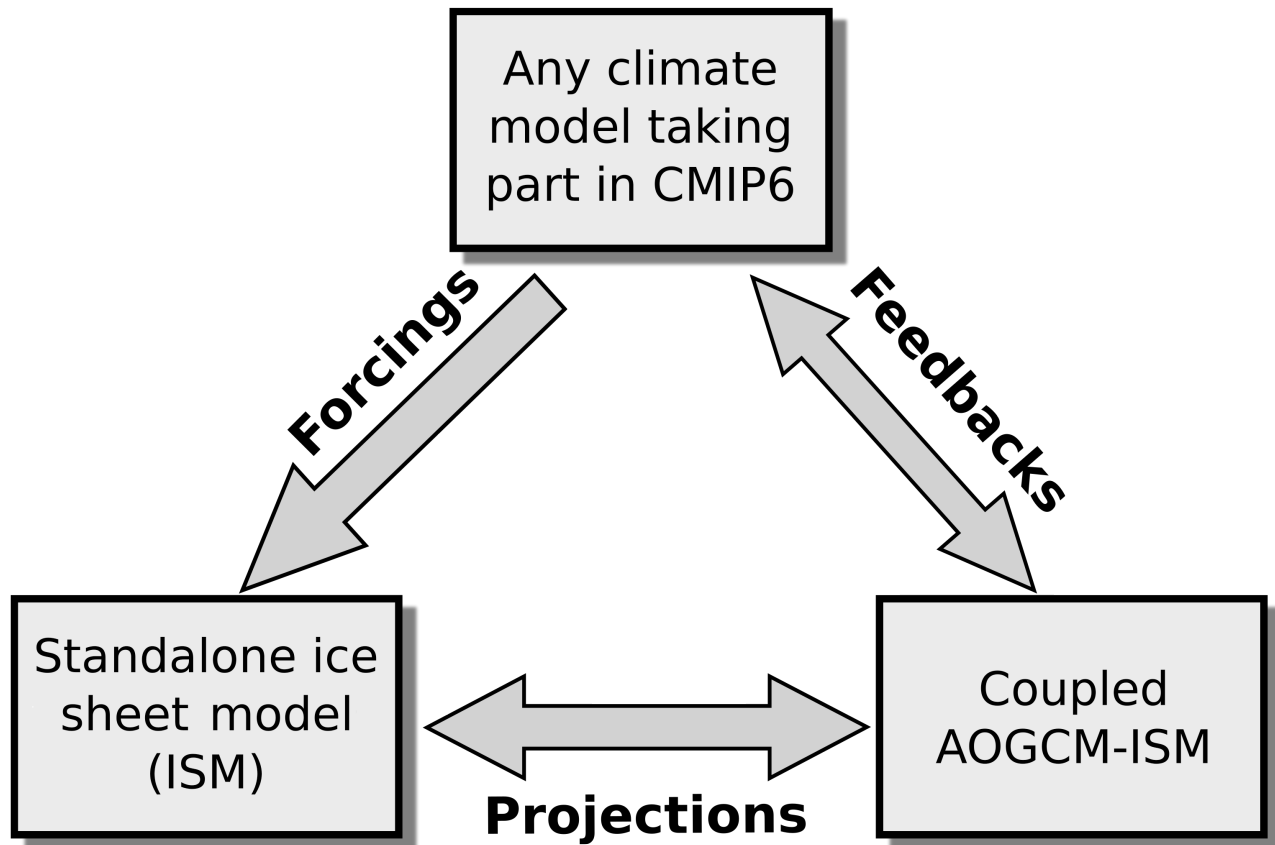 Any climate
model taking
part in CMIP6
Forcings
Feedbacks
Standalone ice
sheet model
(ISM)
Coupled
AOGCM-ISM
Projections